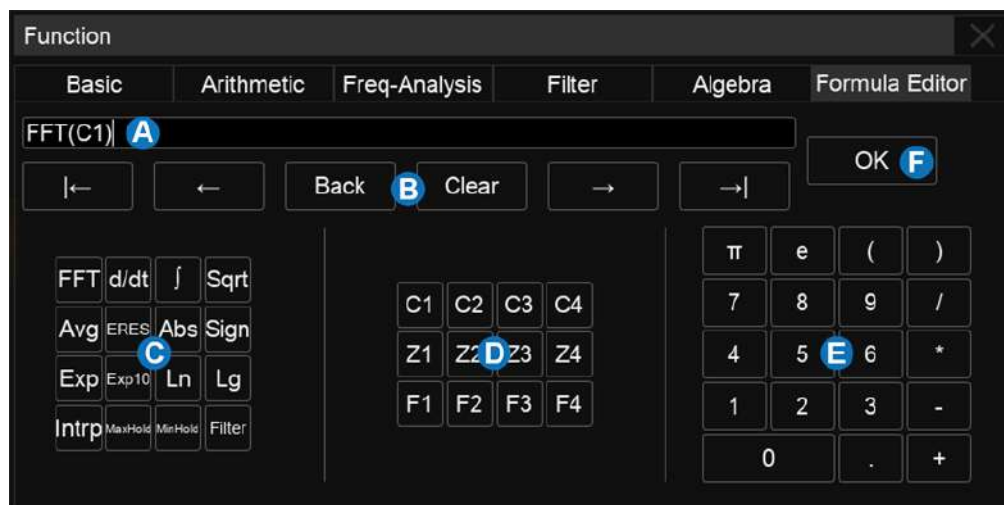 Function
Basic Arithmetic Freq-Analysis Filter Algebra Formula Editor
FFT(C1) A
OK F
|← ← Back B Clear → →|
FFT d/dt ∫ Sqrt
Avg ERES Abs Sign
C
Exp Exp10 Ln Lg
Intrp MaxHold MinHold Filter
C1 C2 C3 C4
Z1 Z2 D Z3 Z4
F1 F2 F3 F4
π e ( )
7 8 9 /
4 5 E 6 *
1 2 3 -
0 . +